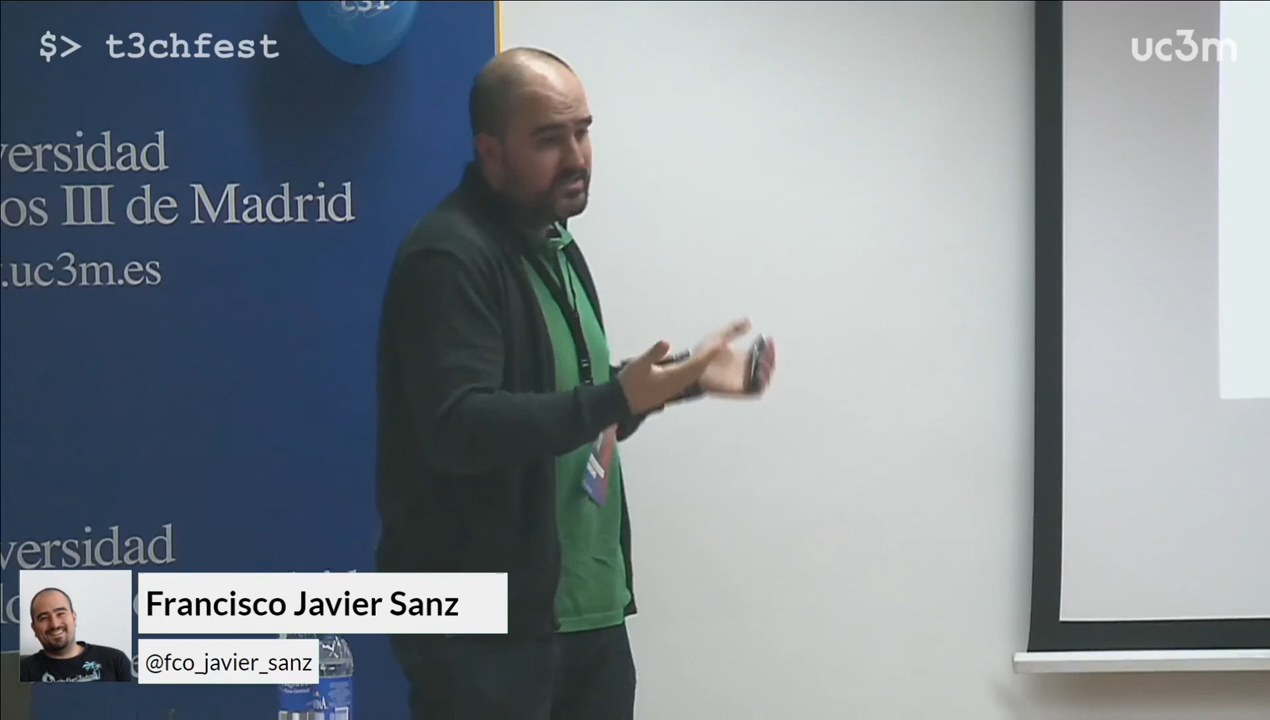 $> t3chfest
uc3m
versidad
os III de Madrid
.uc3m.es
versidad
Francisco Javier Sanz
@fco_javier_sanz